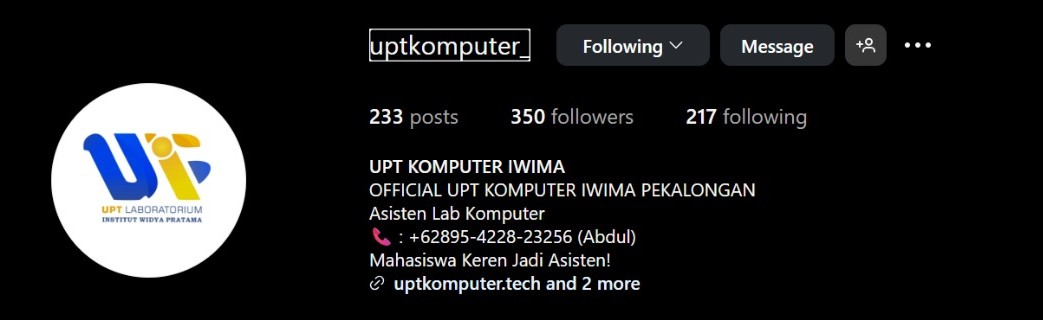 uptkomputer_ Following Message
233 posts 350 followers 217 following
UPT KOMPUTER IWIMA
OFFICIAL UPT KOMPUTER IWIMA PEKALONGAN
Asisten Lab Komputer
📞 : +62895-4228-23256 (Abdul)
Mahasiswa Keren Jadi Asisten!
uptkomputer.tech and 2 more
UPT
UPT LABORATORIUM
INSTITUT WIDYA PRATAMA